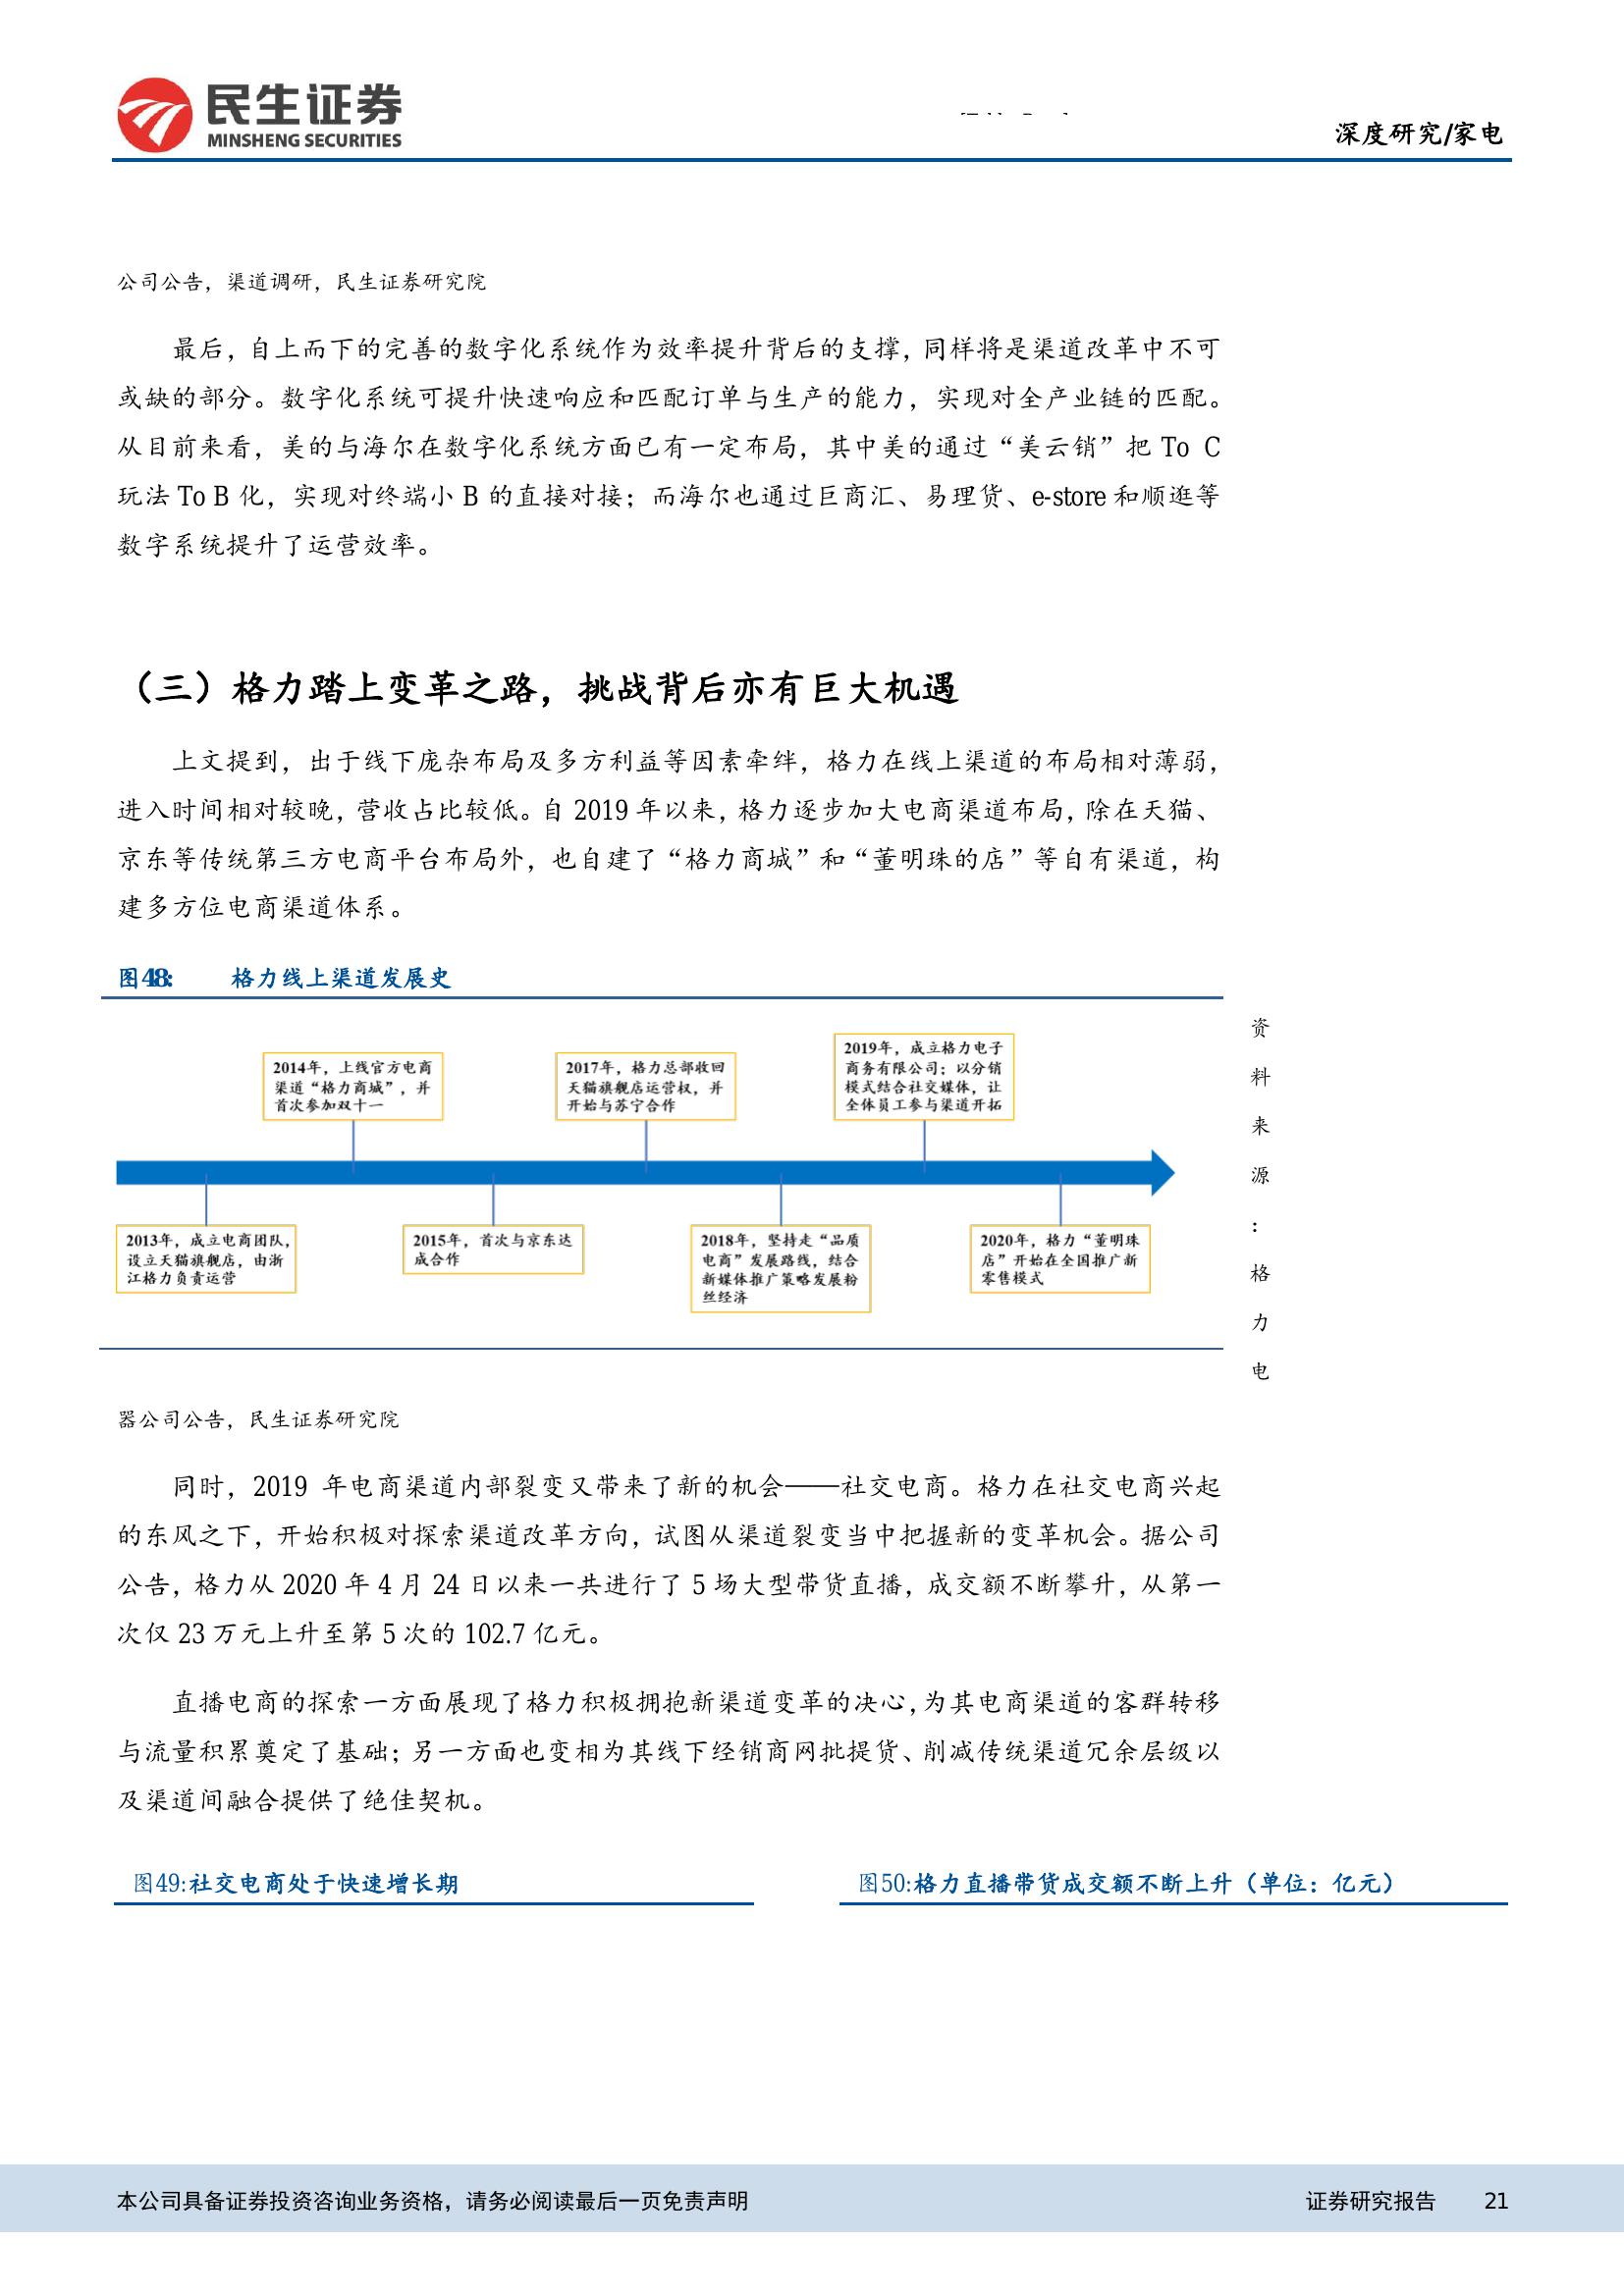 民生证券
MINSHENG SECURITIES
深度研究/家电
公司公告，渠道调研，民生证券研究院
最后，自上而下的完善的数字化系统作为效率提升背后的支撑，同样将是渠道改革中不可
或缺的部分。数字化系统可提升快速响应和匹配订单与生产的能力，实现对全产业链的匹配。
从目前来看，美的与海尔在数字化系统方面已有一定布局，其中美的通过“美云销”把 To C
玩法 To B 化，实现对终端小 B 的直接对接；而海尔也通过巨商汇、易理货、e-store 和顺逛等
数字系统提升了运营效率。
（三）格力踏上变革之路，挑战背后亦有巨大机遇
上文提到，出于线下庞杂布局及多方利益等因素牵绊，格力在线上渠道的布局相对薄弱，
进入时间相对较晚，营收占比较低。自 2019 年以来，格力逐步加大电商渠道布局，除在天猫、
京东等传统第三方电商平台布局外，也自建了“格力商城”和“董明珠的店”等自有渠道，构
建多方位电商渠道体系。
图48: 格力线上渠道发展史
2014年，上线官方电商
渠道“格力商城”，并
首次参加双十一
2017年，格力总部收回
天猫旗舰店运营权，并
开始与苏宁合作
2019年，成立格力电子
商务有限公司；以分销
模式结合社交媒体，让
全体员工参与渠道开拓
2013年，成立电商团队，
设立天猫旗舰店，由浙
江格力负责运营
2015年，首次与京东达
成合作
2018年，坚持走“品质
电商”发展路线，结合
新媒体推广策略发展粉
丝经济
2020年，格力“董明珠
店”开始在全国推广新
零售模式
资
料
来
源
：
格
力
电
器公司公告，民生证券研究院
同时，2019 年电商渠道内部裂变又带来了新的机会——社交电商。格力在社交电商兴起
的东风之下，开始积极对探索渠道改革方向，试图从渠道裂变当中把握新的变革机会。据公司
公告，格力从 2020 年 4 月 24 日以来一共进行了 5 场大型带货直播，成交额不断攀升，从第一
次仅 23 万元上升至第 5 次的 102.7 亿元。
直播电商的探索一方面展现了格力积极拥抱新渠道变革的决心，为其电商渠道的客群转移
与流量积累奠定了基础；另一方面也变相为其线下经销商网批提货、削减传统渠道冗余层级以
及渠道间融合提供了绝佳契机。
图49:社交电商处于快速增长期
图50:格力直播带货成交额不断上升（单位：亿元）
本公司具备证券投资咨询业务资格，请务必阅读最后一页免责声明
证券研究报告 21